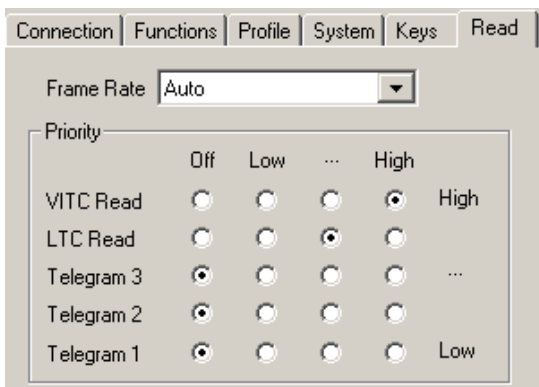 Connection Functions Profile System Keys Read
Frame Rate Auto
Priority
Off Low ... High
VITC Read High
LTC Read
Telegram 3 ...
Telegram 2
Telegram 1 Low